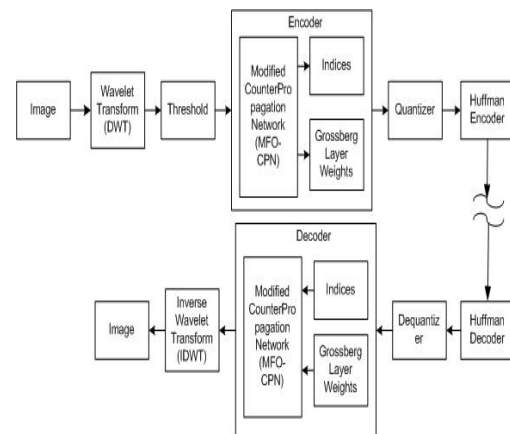 Encoder
Modified
CounterPro
pagation
Network
(MFO-
CPN)
Indices
Grossberg
Layer
Weights
Image
Wavelet
Transform
(DWT)
Threshold
Quantizer
Huffman
Encoder
Decoder
Modified
CounterPro
pagation
Network
(MFO-
CPN)
Indices
Grossberg
Layer
Weights
Image
Inverse
Wavelet
Transform
(IDWT)
Dequantiz
er
Huffman
Decoder